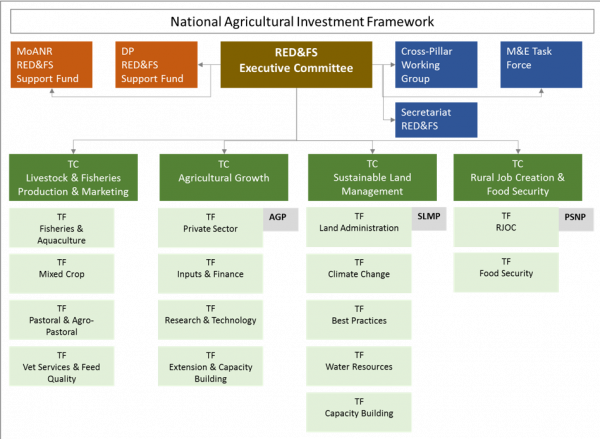 National Agricultural Investment Framework
MoANR
RED&FS
Support Fund
DP
RED&FS
Support Fund
RED&FS
Executive Committee
Cross-Pillar
Working
Group
M&E Task
Force
Secretariat
RED&FS
TC
Livestock & Fisheries
Production & Marketing
TC
Agricultural Growth
TC
Sustainable Land
Management
TC
Rural Job Creation &
Food Security
TF
Fisheries &
Aquaculture
TF
Mixed Crop
TF
Pastoral & Agro-
Pastoral
TF
Vet Services & Feed
Quality
TF
Private Sector
AGP
TF
Inputs & Finance
TF
Research & Technology
TF
Extension & Capacity
Building
TF
Land Administration
SLMP
TF
Climate Change
TF
Best Practices
TF
Water Resources
TF
Capacity Building
TF
RJOC
PSNP
TF
Food Security